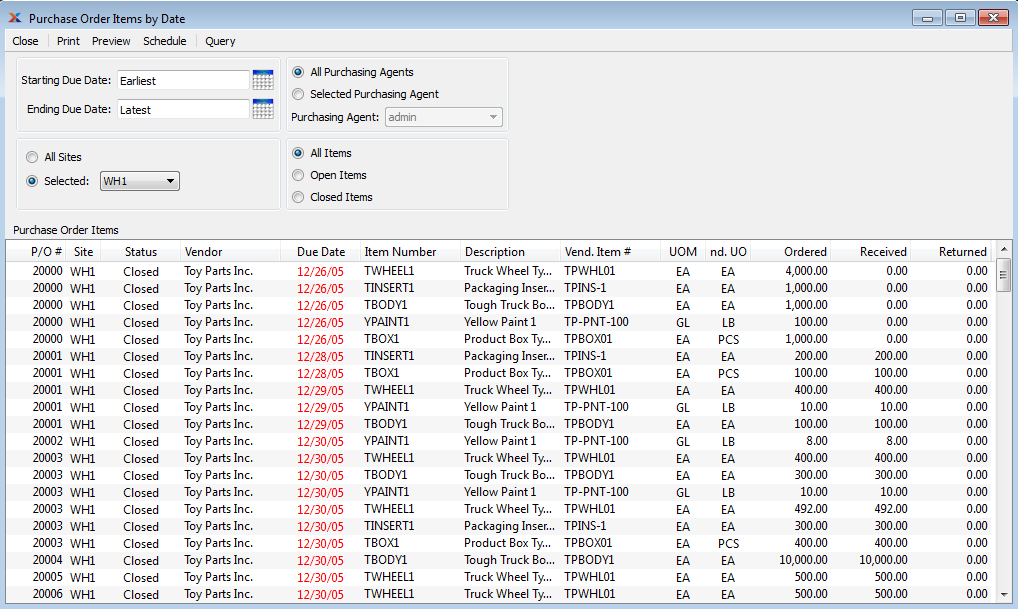 Purchase Order Items by Date
Close Print Preview Schedule Query
Starting Due Date: Earliest
Ending Due Date: Latest
All Purchasing Agents
Selected Purchasing Agent
Purchasing Agent: admin
All Sites
Selected: WH1
All Items
Open Items
Closed Items
Purchase Order Items
P/O # Site Status Vendor Due Date Item Number Description Vend. Item # UOM nd. UO Ordered Received Returned
20000 WH1 Closed Toy Parts Inc. 12/26/05 TWHEEL1 Truck Wheel Ty... TPWHL01 EA EA 4,000.00 0.00 0.00
20000 WH1 Closed Toy Parts Inc. 12/26/05 TINSERT1 Packaging Inser... TPINS-1 EA EA 1,000.00 0.00 0.00
20000 WH1 Closed Toy Parts Inc. 12/26/05 TBODY1 Tough Truck Bo... TPBODY1 EA EA 1,000.00 0.00 0.00
20000 WH1 Closed Toy Parts Inc. 12/26/05 YPAINT1 Yellow Paint 1 TP-PNT-100 GL LB 100.00 0.00 0.00
20000 WH1 Closed Toy Parts Inc. 12/26/05 TBOX1 Product Box Ty... TPBOX01 EA PCS 1,000.00 0.00 0.00
20001 WH1 Closed Toy Parts Inc. 12/28/05 TINSERT1 Packaging Inser... TPINS-1 EA EA 200.00 200.00 0.00
20001 WH1 Closed Toy Parts Inc. 12/28/05 TBOX1 Product Box Ty... TPBOX01 EA PCS 100.00 100.00 0.00
20001 WH1 Closed Toy Parts Inc. 12/29/05 TWHEEL1 Truck Wheel Ty... TPWHL01 EA EA 400.00 400.00 0.00
20001 WH1 Closed Toy Parts Inc. 12/29/05 YPAINT1 Yellow Paint 1 TP-PNT-100 GL LB 10.00 10.00 0.00
20001 WH1 Closed Toy Parts Inc. 12/29/05 TBODY1 Tough Truck Bo... TPBODY1 EA EA 100.00 100.00 0.00
20002 WH1 Closed Toy Parts Inc. 12/30/05 YPAINT1 Yellow Paint 1 TP-PNT-100 GL LB 8.00 8.00 0.00
20003 WH1 Closed Toy Parts Inc. 12/30/05 TWHEEL1 Truck Wheel Ty... TPWHL01 EA EA 400.00 400.00 0.00
20003 WH1 Closed Toy Parts Inc. 12/30/05 TBODY1 Tough Truck Bo... TPBODY1 EA EA 300.00 300.00 0.00
20003 WH1 Closed Toy Parts Inc. 12/30/05 YPAINT1 Yellow Paint 1 TP-PNT-100 GL LB 10.00 10.00 0.00
20003 WH1 Closed Toy Parts Inc. 12/30/05 TWHEEL1 Truck Wheel Ty... TPWHL01 EA EA 492.00 492.00 0.00
20003 WH1 Closed Toy Parts Inc. 12/30/05 TINSERT1 Packaging Inser... TPINS-1 EA EA 300.00 300.00 0.00
20003 WH1 Closed Toy Parts Inc. 12/30/05 TBOX1 Product Box Ty... TPBOX01 EA PCS 400.00 400.00 0.00
20004 WH1 Closed Toy Parts Inc. 12/30/05 TBODY1 Tough Truck Bo... TPBODY1 EA EA 10,000.00 10,000.00 0.00
20005 WH1 Closed Toy Parts Inc. 12/30/05 TWHEEL1 Truck Wheel Ty... TPWHL01 EA EA 500.00 500.00 0.00
20006 WH1 Closed Toy Parts Inc. 12/30/05 TWHEEL1 Truck Wheel Ty... TPWHL01 EA EA 500.00 500.00 0.00